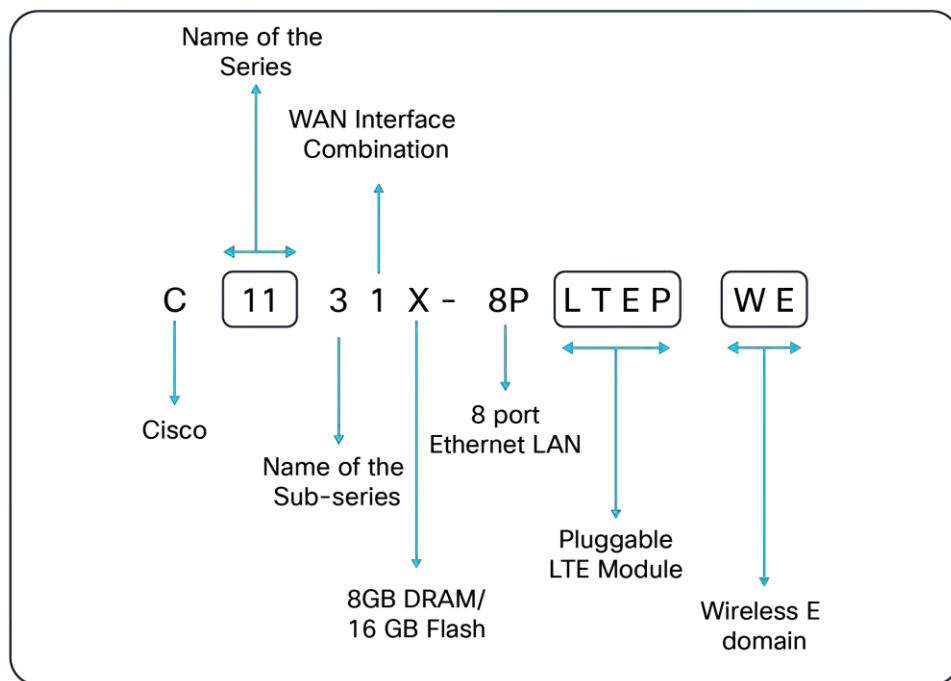 Name of the
Series
WAN Interface
Combination
C 11 3 1 X - 8P LTEP WE
Cisco
8 port
Ethernet LAN
Name of the
Sub-series
Pluggable
LTE Module
8GB DRAM/
16 GB Flash
Wireless E
domain